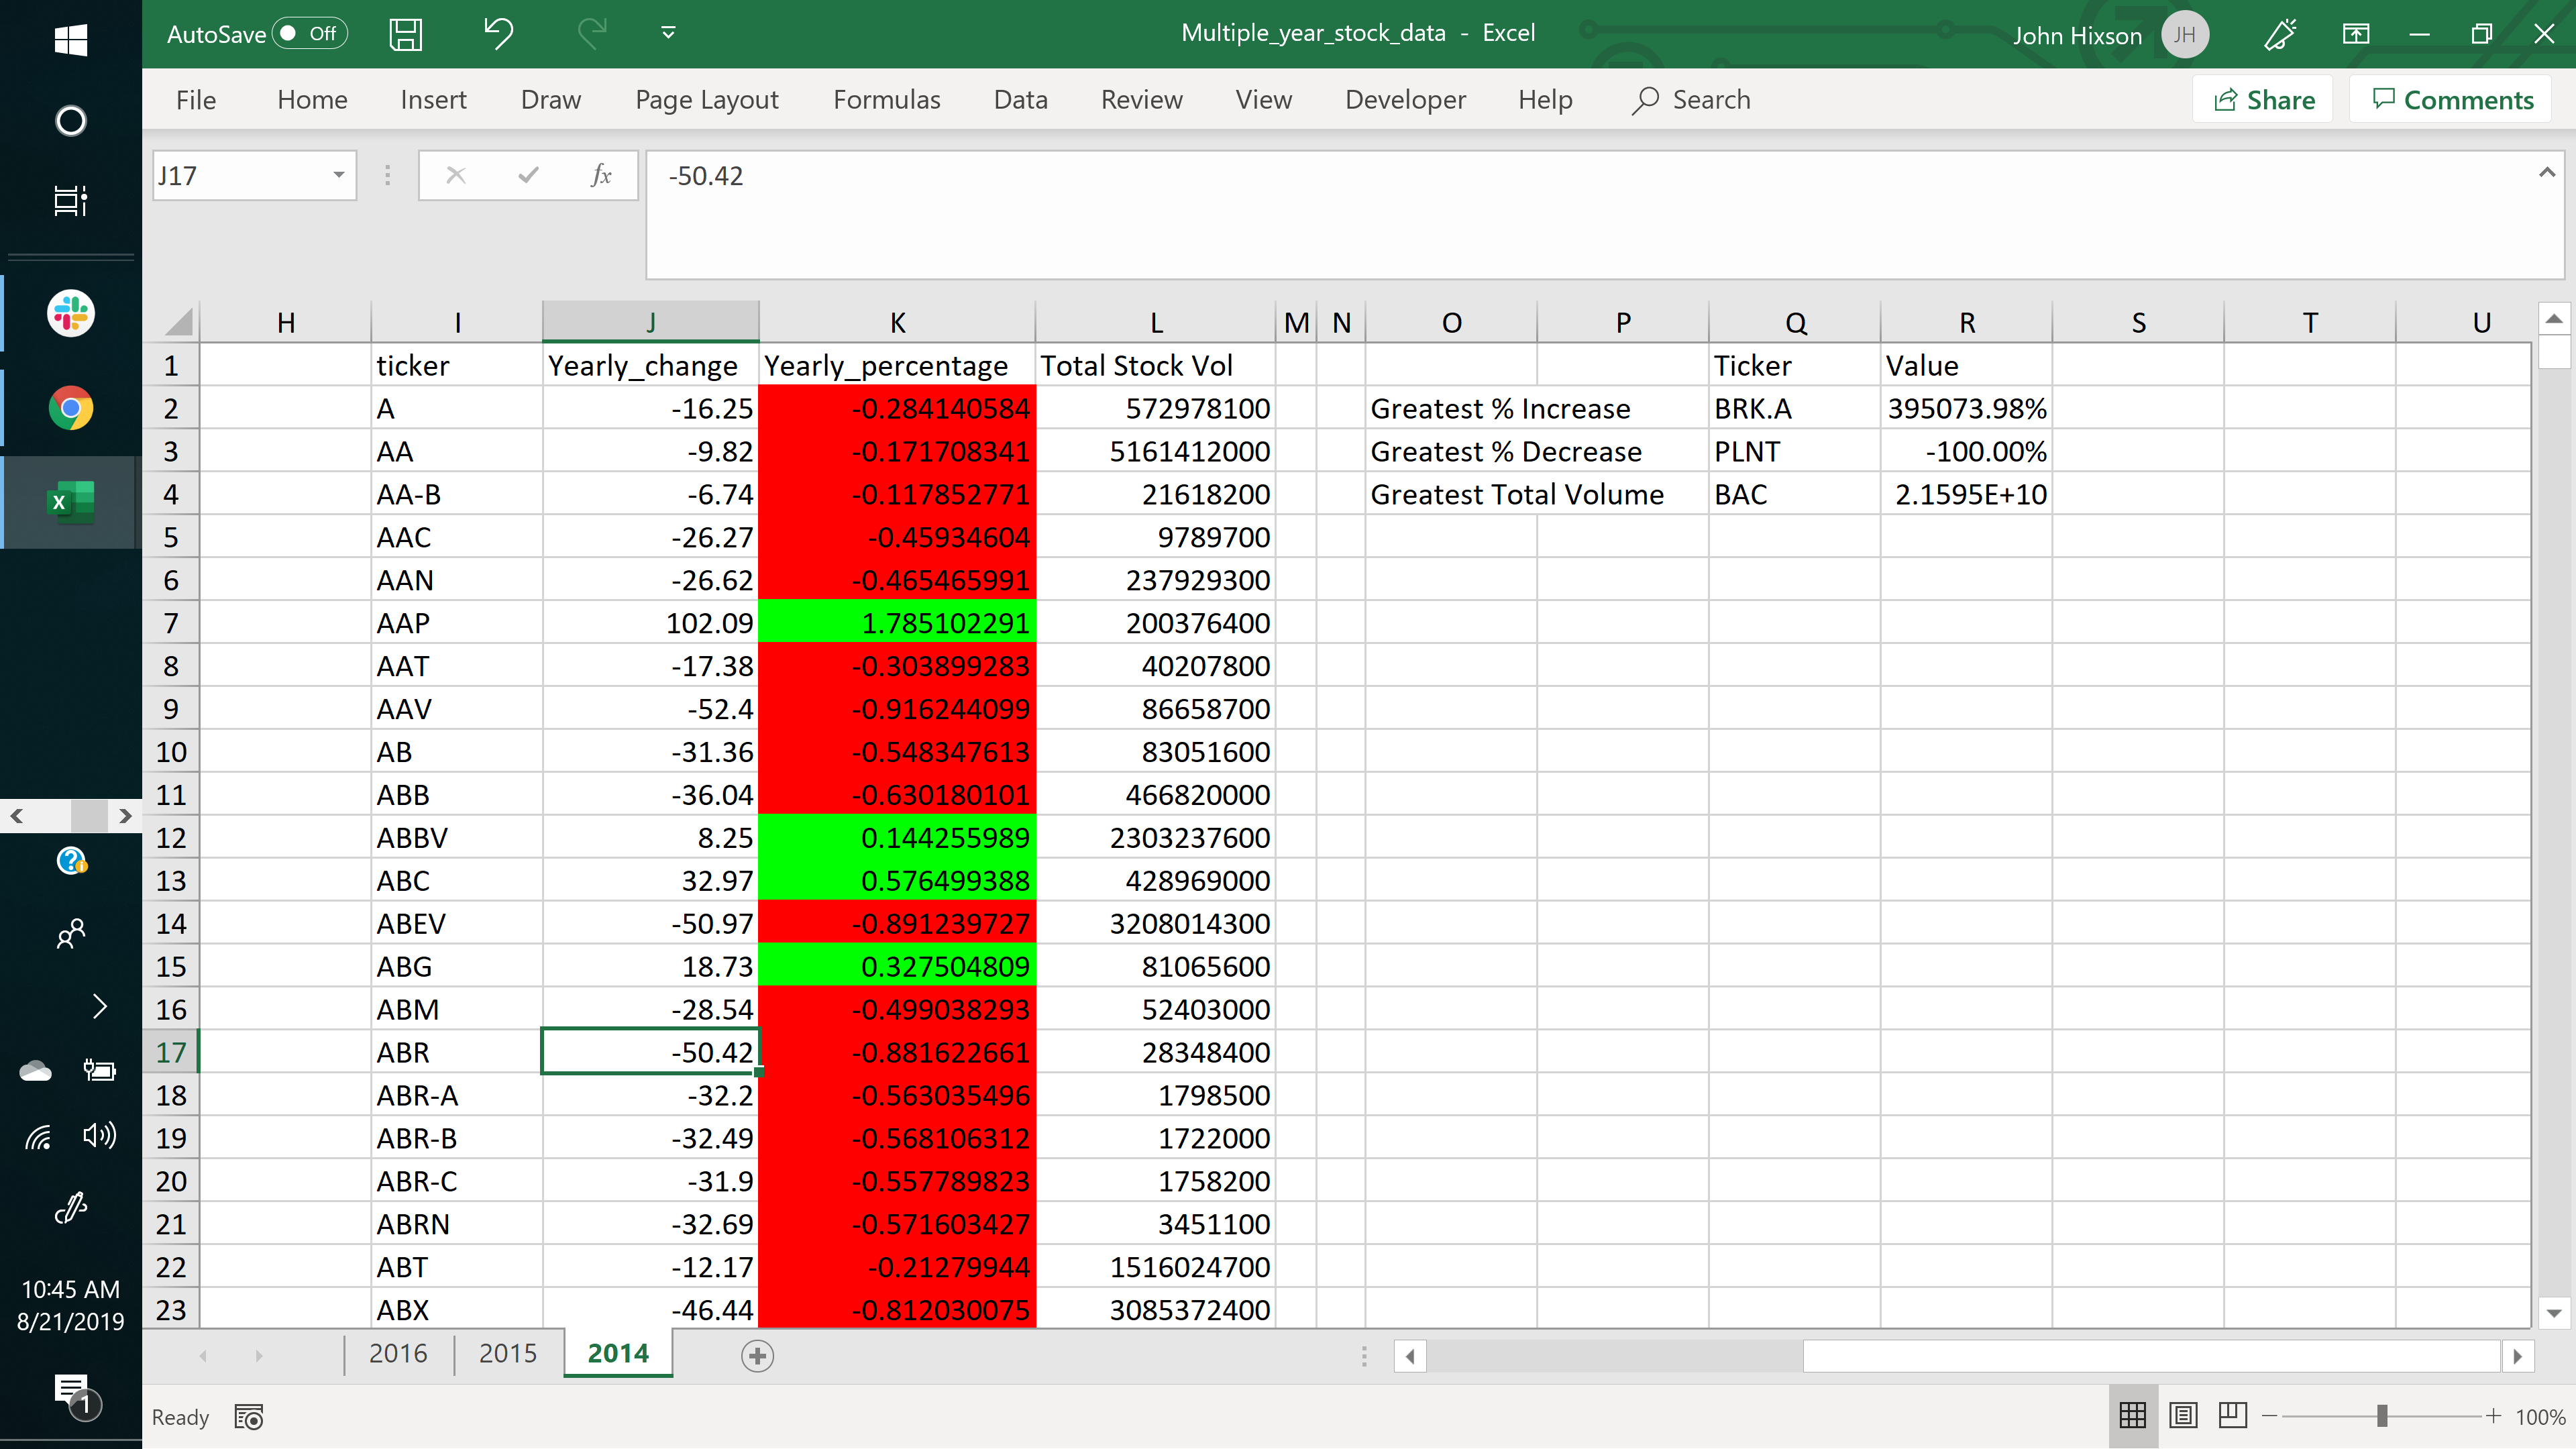 AutoSave Off Multiple_year_stock_data - Excel John Hixson JH
File Home Insert Draw Page Layout Formulas Data Review View Developer Help Search Share Comments
J17 fx -50.42
H I J K L M N O P Q R S T U
1 ticker Yearly_change Yearly_percentage Total Stock Vol Ticker Value
2 A -16.25 -0.284140584 572978100 Greatest % Increase BRK.A 395073.98%
3 AA -9.82 -0.171708341 5161412000 Greatest % Decrease PLNT -100.00%
4 AA-B -6.74 -0.117852771 21618200 Greatest Total Volume BAC 2.1595E+10
5 AAC -26.27 -0.45934604 9789700
6 AAN -26.62 -0.465465991 237929300
7 AAP 102.09 1.785102291 200376400
8 AAT -17.38 -0.303899283 40207800
9 AAV -52.4 -0.916244099 86658700
10 AB -31.36 -0.548347613 83051600
11 ABB -36.04 -0.630180101 466820000
12 ABBV 8.25 0.144255989 2303237600
13 ABC 32.97 0.576499388 428969000
14 ABEV -50.97 -0.891239727 3208014300
15 ABG 18.73 0.327504809 81065600
16 ABM -28.54 -0.499038293 52403000
17 ABR -50.42 -0.881622661 28348400
18 ABR-A -32.2 -0.563035496 1798500
19 ABR-B -32.49 -0.568106312 1722000
20 ABR-C -31.9 -0.557789823 1758200
21 ABRN -32.69 -0.571603427 3451100
22 ABT -12.17 -0.21279944 1516024700
23 ABX -46.44 -0.812030075 3085372400
2016 2015 2014
Ready 100%
10:45 AM
8/21/2019
1